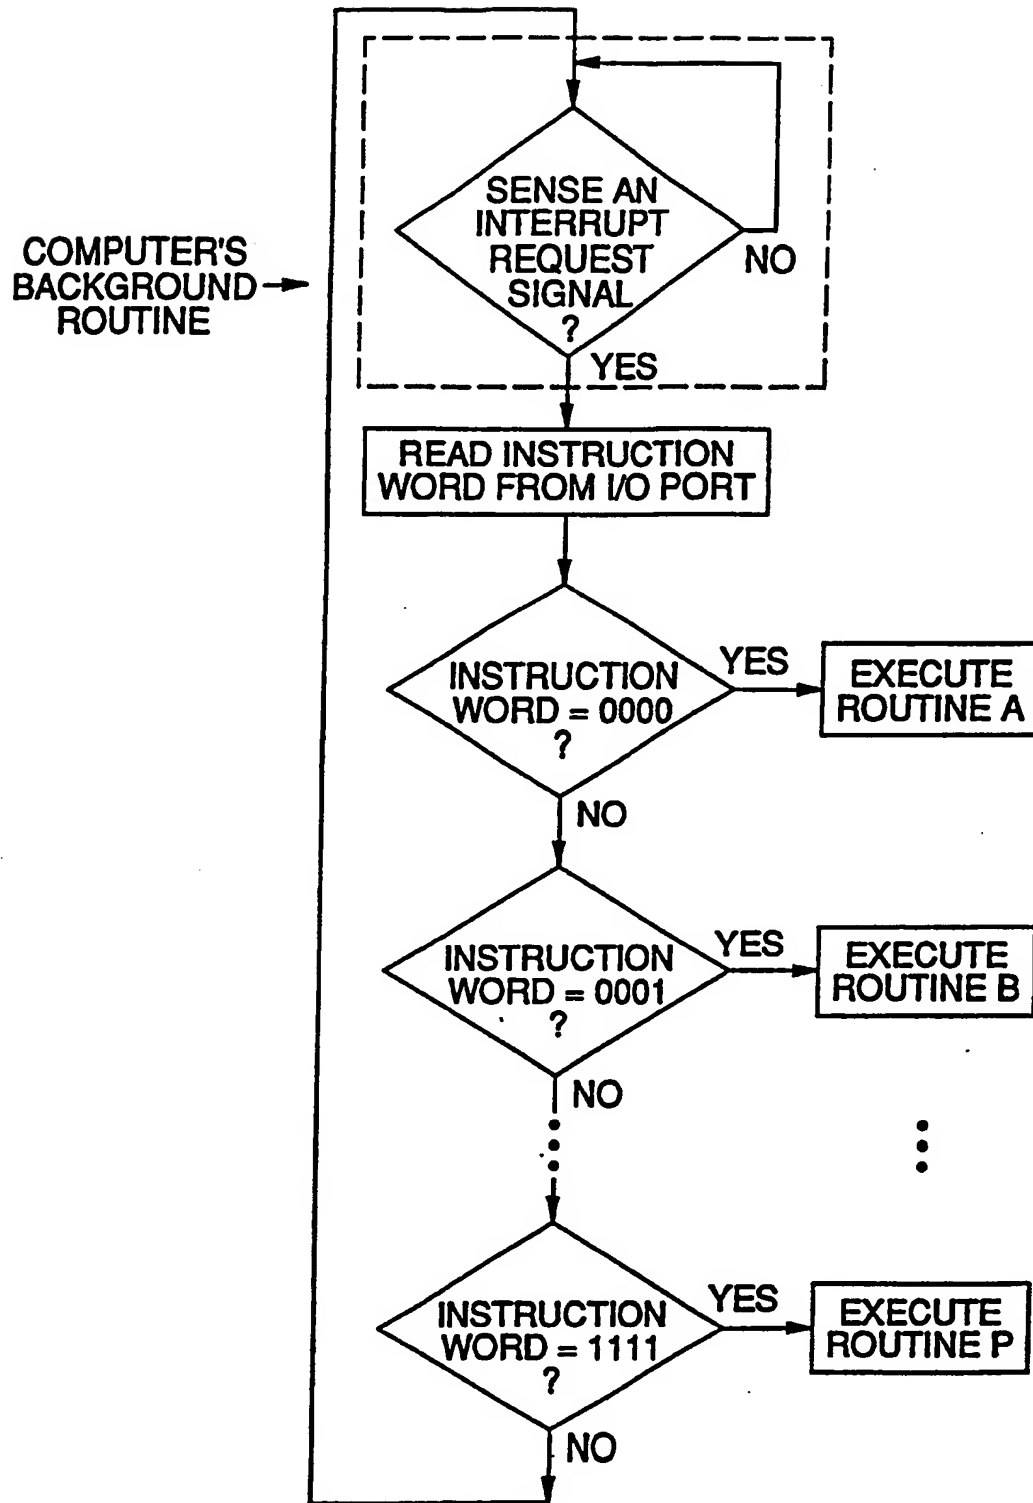 SENSE AN
INTERRUPT
REQUEST
SIGNAL
?
NO
YES
COMPUTER'S
BACKGROUND
ROUTINE
READ INSTRUCTION
WORD FROM I/O PORT
INSTRUCTION
WORD = 0000
?
YES
EXECUTE
ROUTINE A
NO
INSTRUCTION
WORD = 0001
?
YES
EXECUTE
ROUTINE B
NO
INSTRUCTION
WORD = 1111
?
YES
EXECUTE
ROUTINE P
NO